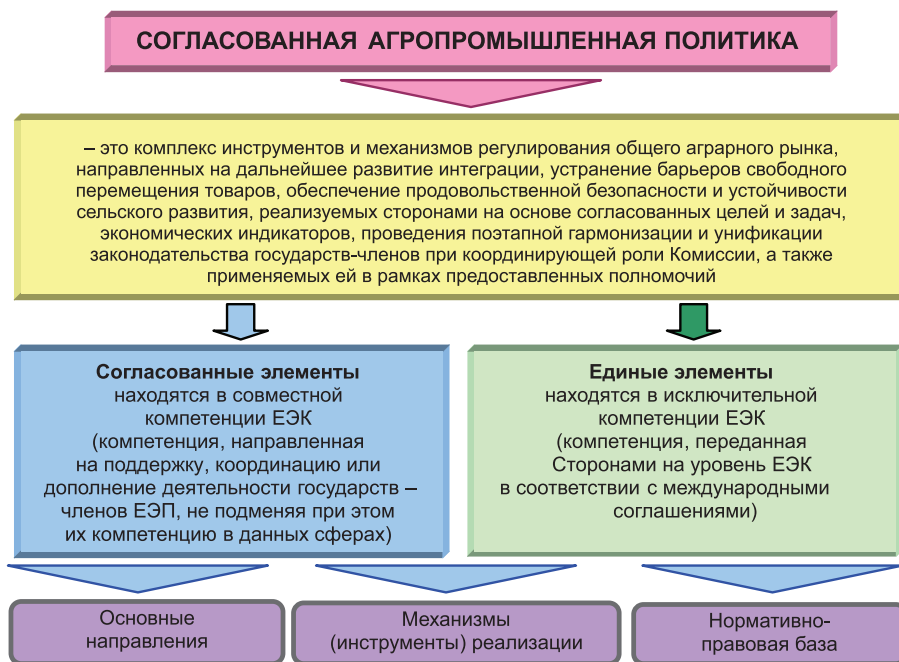 СОГЛАСОВАННАЯ АГРОПРОМЫШЛЕННАЯ ПОЛИТИКА
– это комплекс инструментов и механизмов регулирования общего аграрного рынка,
направленных на дальнейшее развитие интеграции, устранение барьеров свободного
перемещения товаров, обеспечение продовольственной безопасности и устойчивости
сельского развития, реализуемых сторонами на основе согласованных целей и задач,
экономических индикаторов, проведения поэтапной гармонизации и унификации
законодательства государств-членов при координирующей роли Комиссии, а также
применяемых ей в рамках предоставленных полномочий
Согласованные элементы
находятся в совместной
компетенции ЕЭК
(компетенция, направленная
на поддержку, координацию или
дополнение деятельности государств –
членов ЕЭП, не подменяя при этом
их компетенцию в данных сферах)
Единые элементы
находятся в исключительной
компетенции ЕЭК
(компетенция, переданная
Сторонами на уровень ЕЭК
в соответствии с международными
соглашениями)
Основные
направления
Механизмы
(инструменты) реализации
Нормативно-
правовая база